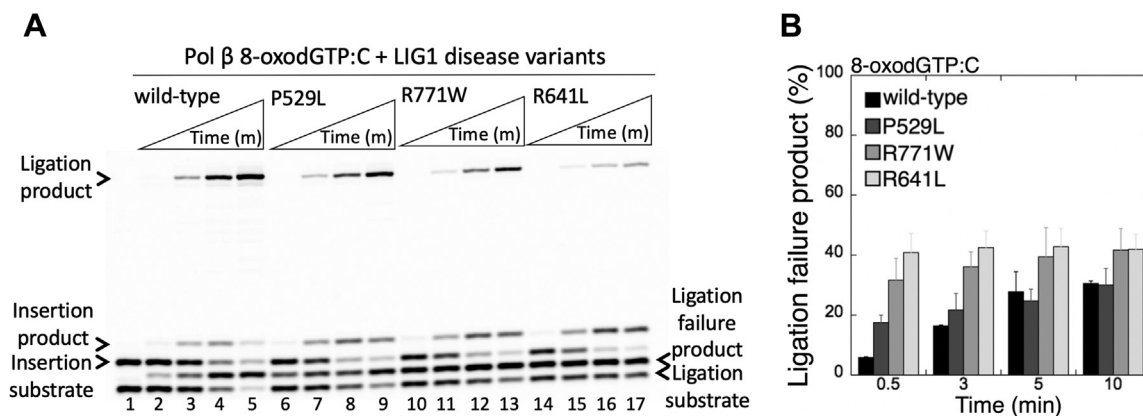 A
Pol β 8-oxodGTP:C + LIG1 disease variants
wild-type P529L R771W R641L
Time (m) Time (m) Time (m) Time (m)
Ligation
product
Insertion
product
Insertion
substrate
Ligation
failure
product
Ligation
substrate
1 2 3 4 5 6 7 8 9 10 11 12 13 14 15 16 17
B
8-oxodGTP:C
wild-type
P529L
R771W
R641L
Ligation failure product (%)
100
80
60
40
20
0
0.5 3 5 10
Time (min)